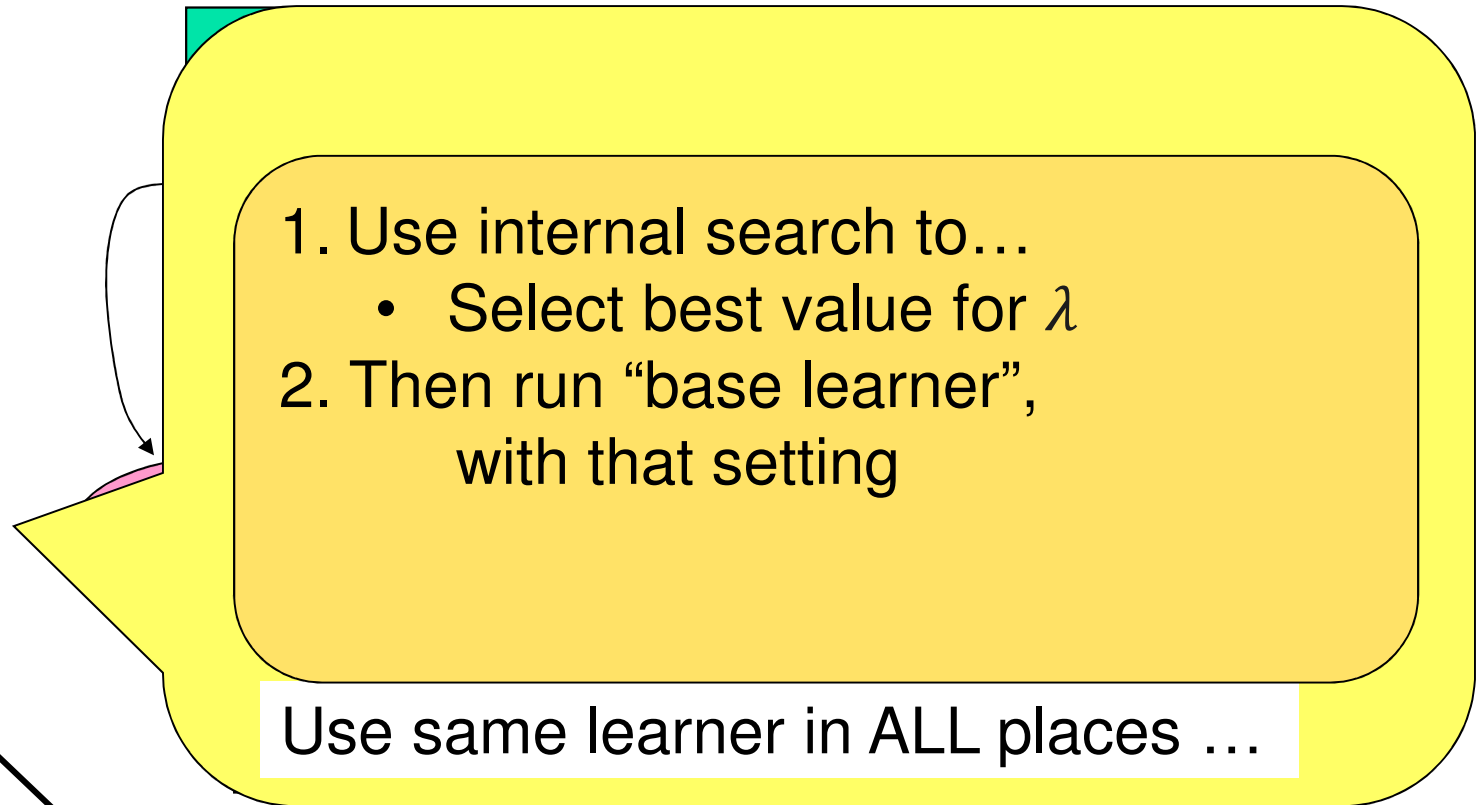 1. Use internal search to…
• Select best value for λ
2. Then run “base learner”,
with that setting
Use same learner in ALL places …